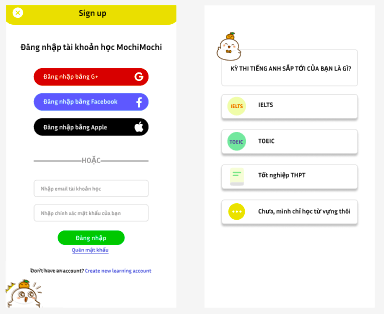 Sign up
Đăng nhập tài khoản học MochiMochi
Đăng nhập bằng G+
Đăng nhập bằng Facebook
Đăng nhập bằng Apple
HOẶC
Nhập email tài khoản học
Nhập chính xác mật khẩu của bạn
Đăng nhập
Quên mật khẩu
Don't have an account? Create new learning account
KỲ THI TIẾNG ANH SẮP TỚI CỦA BẠN LÀ GÌ?
IELTS IELTS
TOEIC TOEIC
Tốt nghiệp THPT
Chưa, mình chỉ học từ vựng thôi